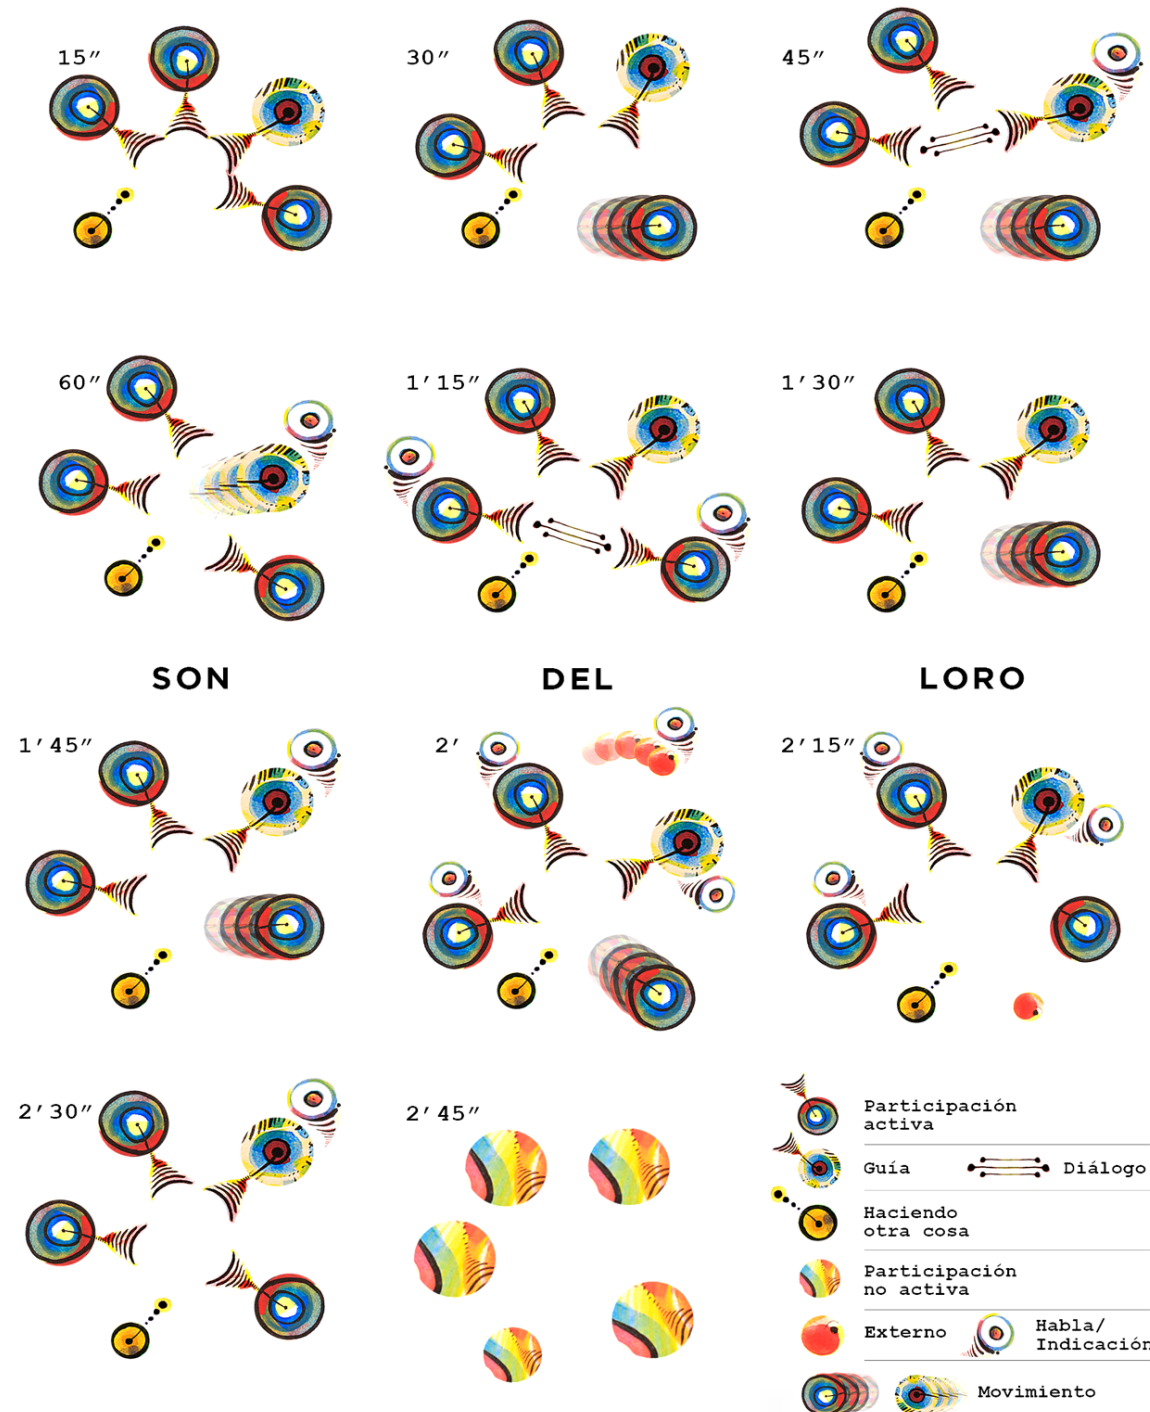 15″
30″
45″
60″
1′15″
1′30″
SON DEL LORO
1′45″
2′
2′15″
2′30″
2′45″
Participación
activa
Guía
Diálogo
Haciendo
otra cosa
Participación
no activa
Externo
Habla/
Indicación
Movimiento